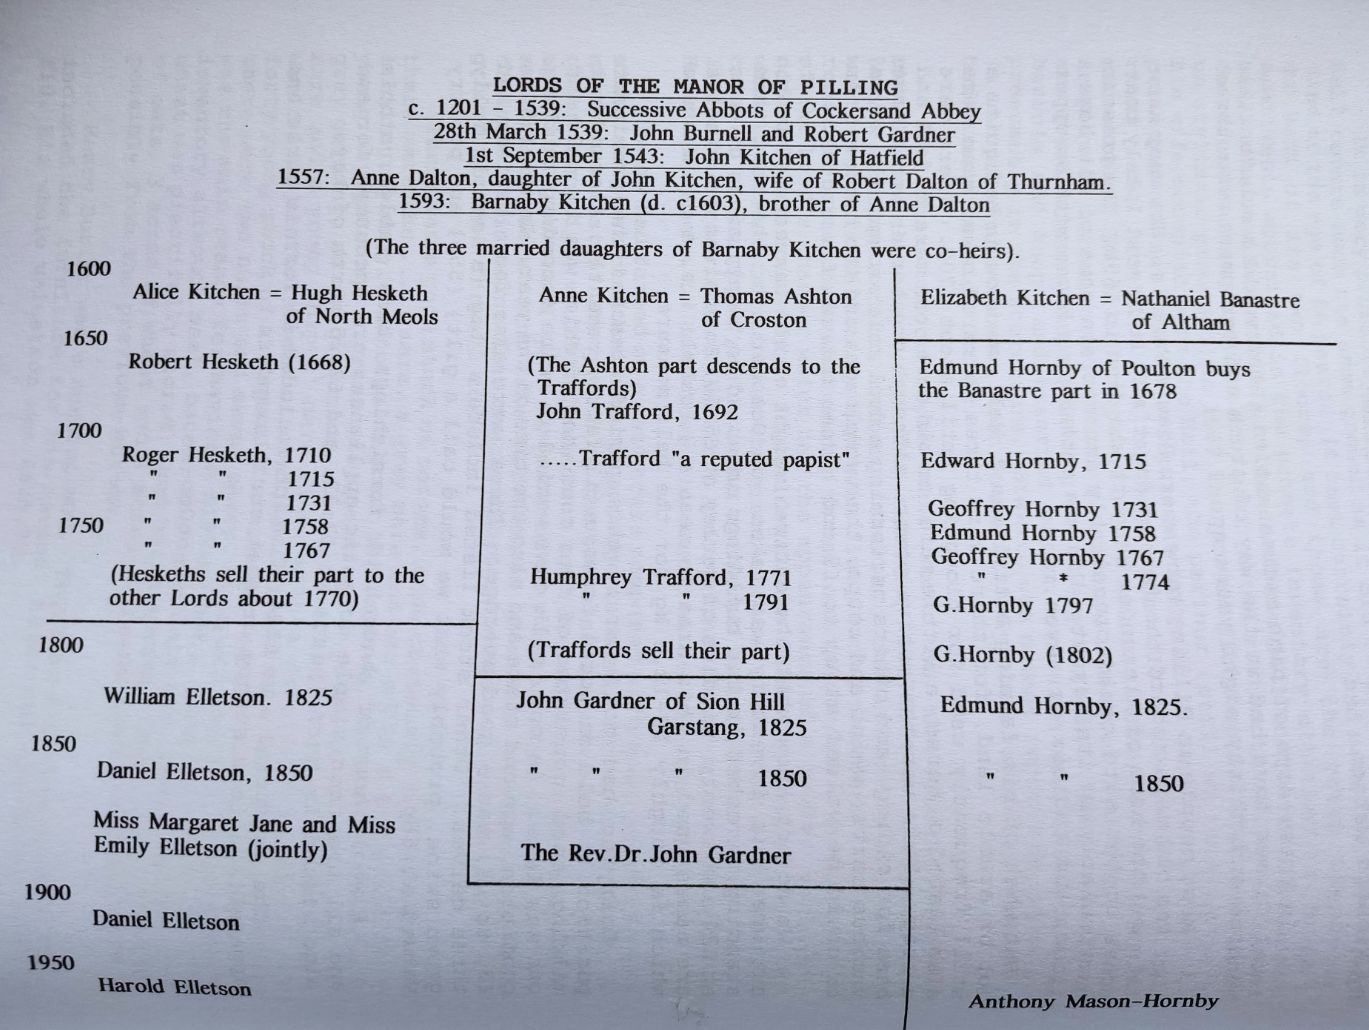 LORDS OF THE MANOR OF PILLING
c. 1201 - 1539: Successive Abbots of Cockersand Abbey
28th March 1539: John Burnell and Robert Gardner
1st September 1543: John Kitchen of Hatfield
1557: Anne Dalton, daughter of John Kitchen, wife of Robert Dalton of Thurnham.
1593: Barnaby Kitchen (d. c1603), brother of Anne Dalton
(The three married dauaghters of Barnaby Kitchen were co-heirs).
1600
Alice Kitchen = Hugh Hesketh
of North Meols
1650
Robert Hesketh (1668)
1700
Roger Hesketh, 1710
" " 1715
" " 1731
1750 " " 1758
" " 1767
(Heskeths sell their part to the
other Lords about 1770)
1800
William Elletson. 1825
1850
Daniel Elletson, 1850
Miss Margaret Jane and Miss
Emily Elletson (jointly)
1900
Daniel Elletson
1950
Harold Elletson
Anne Kitchen = Thomas Ashton
of Croston
(The Ashton part descends to the
Traffords)
John Trafford, 1692
.....Trafford "a reputed papist"
Humphrey Trafford, 1771
" " 1791
(Traffords sell their part)
John Gardner of Sion Hill
Garstang, 1825
" " " 1850
The Rev.Dr.John Gardner
Elizabeth Kitchen = Nathaniel Banastre
of Altham
Edmund Hornby of Poulton buys
the Banastre part in 1678
Edward Hornby, 1715
Geoffrey Hornby 1731
Edmund Hornby 1758
Geoffrey Hornby 1767
" * 1774
G.Hornby 1797
G.Hornby (1802)
Edmund Hornby, 1825.
" " 1850
Anthony Mason-Hornby